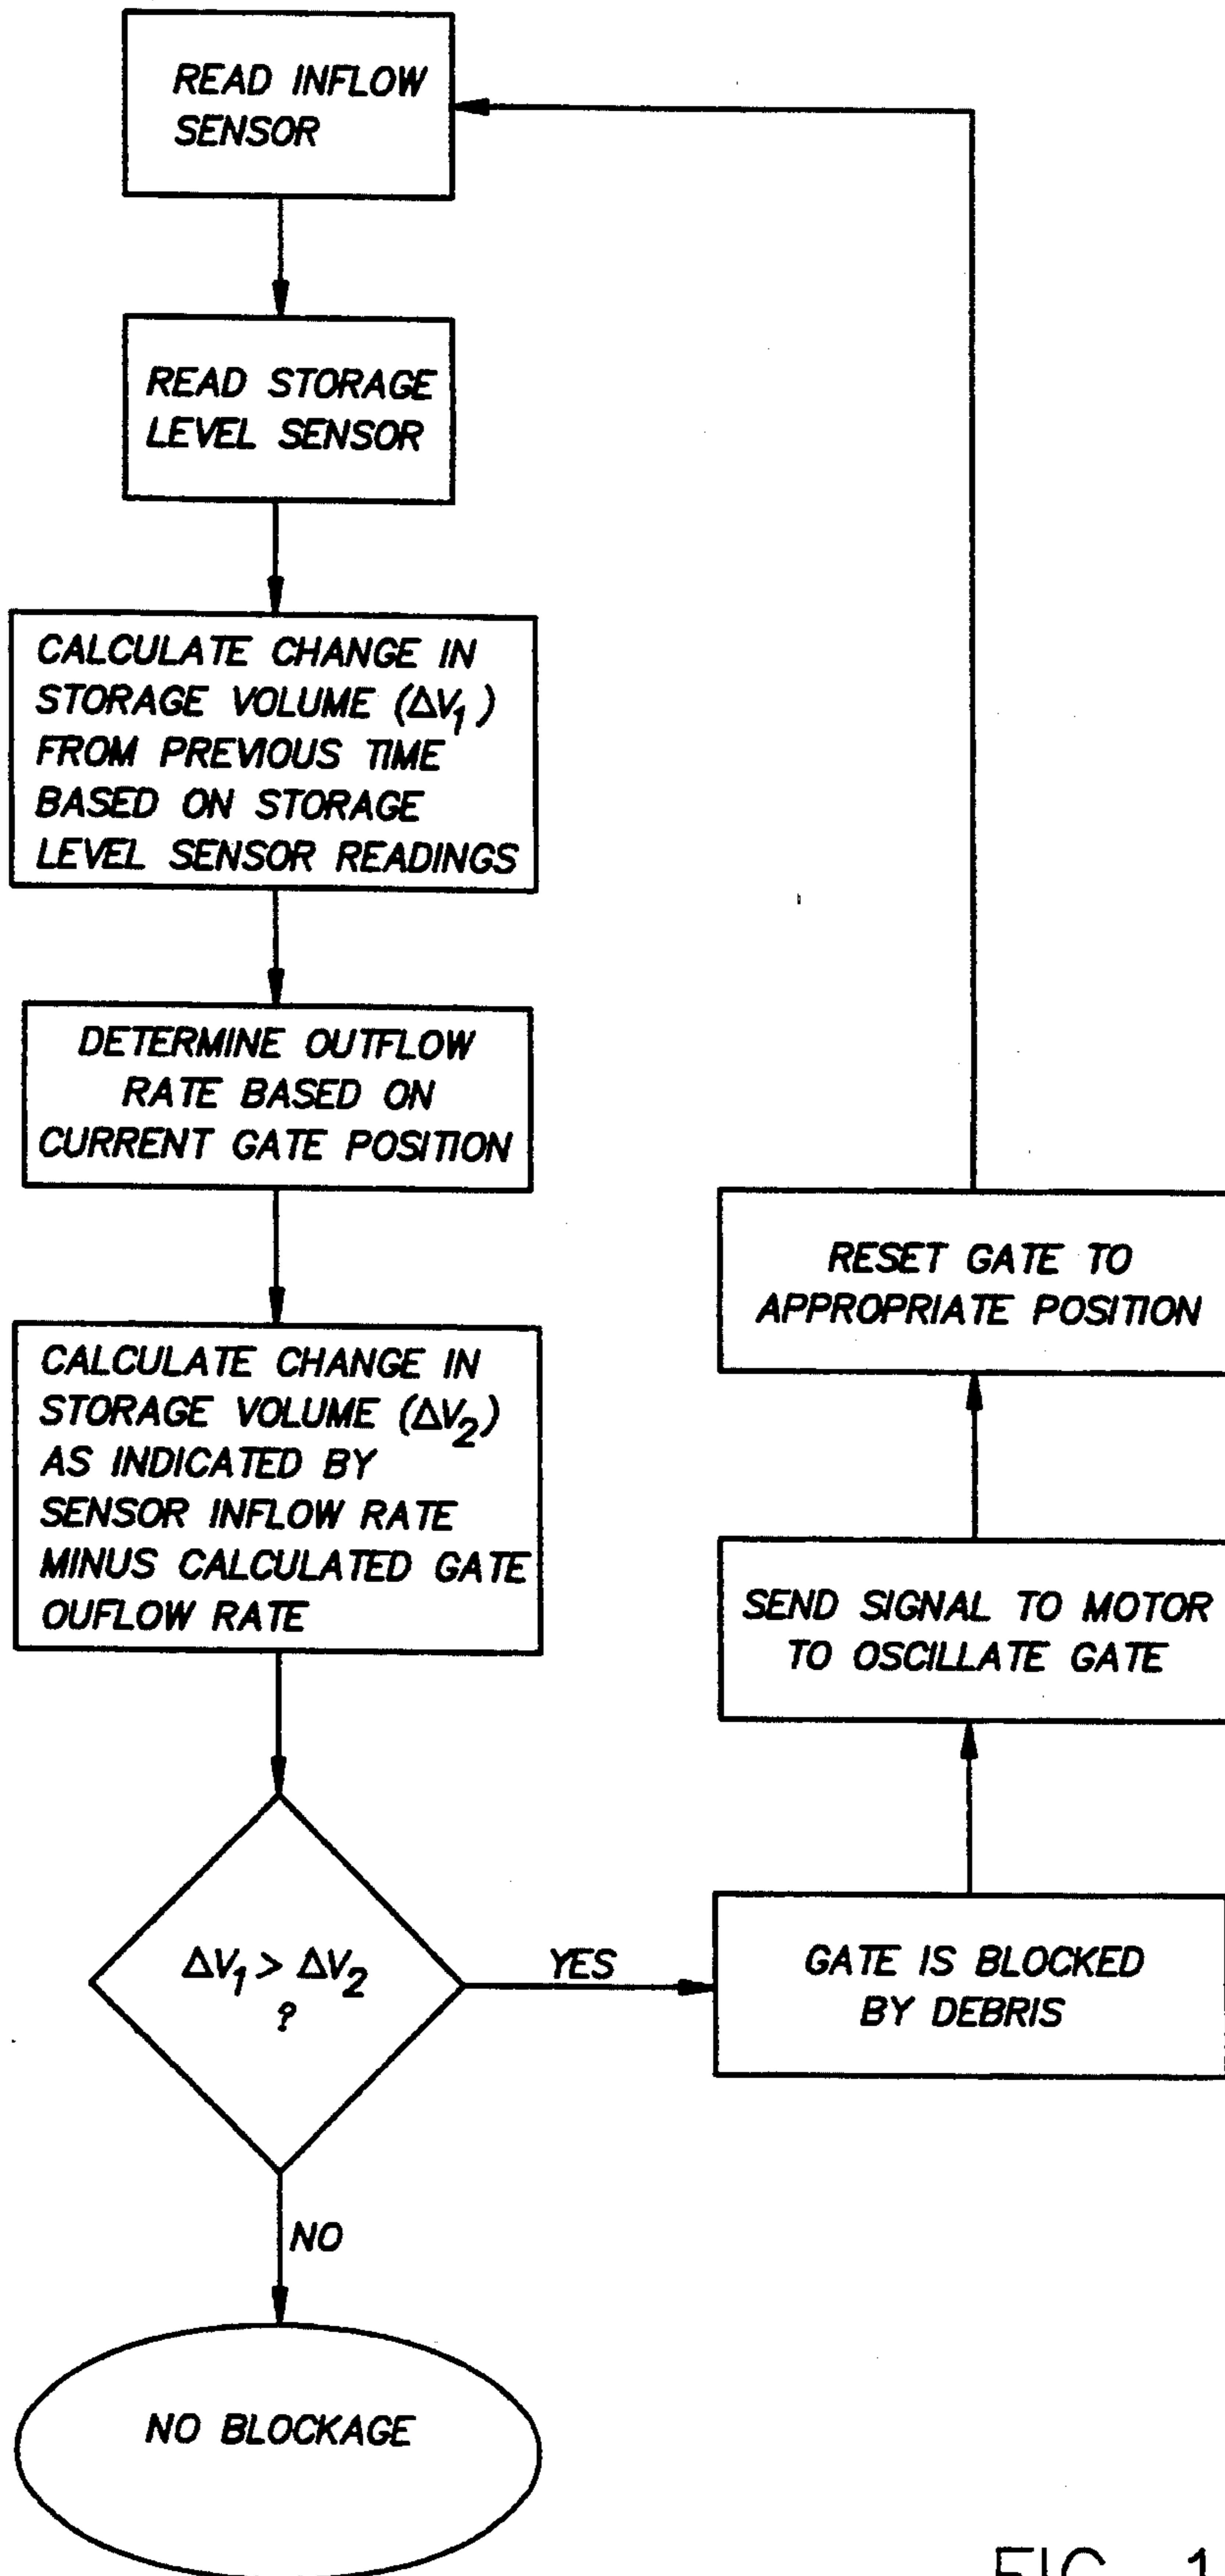 READ INFLOW
SENSOR
READ STORAGE
LEVEL SENSOR
CALCULATE CHANGE IN
STORAGE VOLUME (ΔV₁)
FROM PREVIOUS TIME
BASED ON STORAGE
LEVEL SENSOR READINGS
DETERMINE OUTFLOW
RATE BASED ON
CURRENT GATE POSITION
CALCULATE CHANGE IN
STORAGE VOLUME (ΔV₂)
AS INDICATED BY
SENSOR INFLOW RATE
MINUS CALCULATED GATE
OUFLOW RATE
ΔV₁ > ΔV₂
?
YES
GATE IS BLOCKED
BY DEBRIS
SEND SIGNAL TO MOTOR
TO OSCILLATE GATE
RESET GATE TO
APPROPRIATE POSITION
NO
NO BLOCKAGE